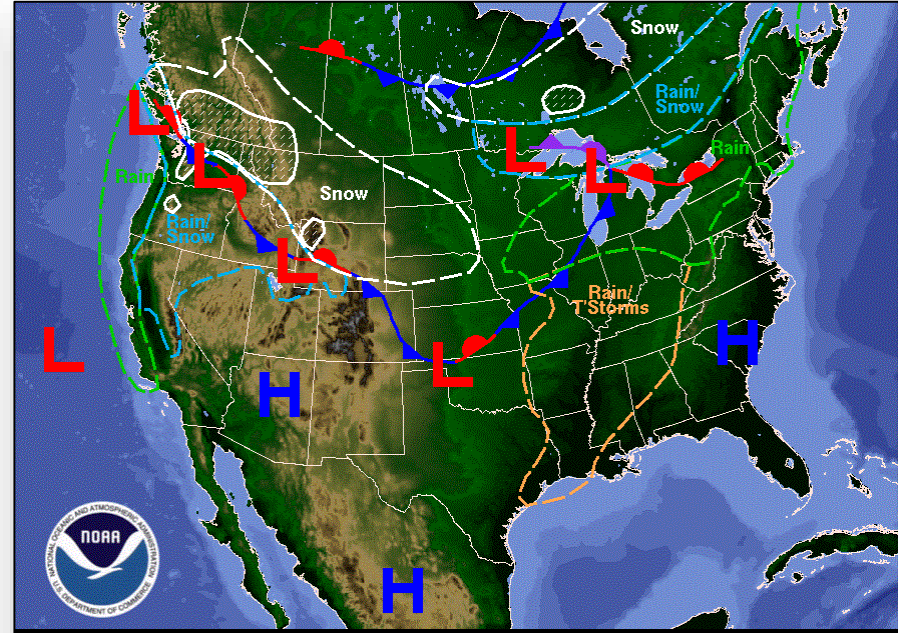 Snow
Rain/
Snow
L
L
Rain
L
L
Rain
L
Snow
Rain/
Snow
L
Rain/
T'Storms
H
L
L
H
NATIONAL OCEANIC AND ATMOSPHERIC ADMINISTRATION
NOAA
U.S. DEPARTMENT OF COMMERCE
H